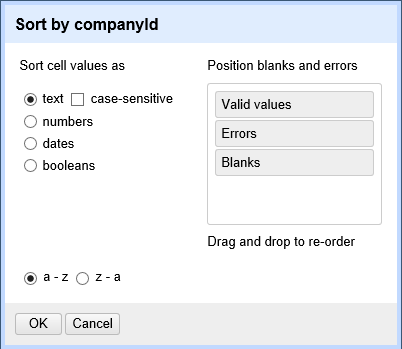 Sort by companyId
Sort cell values as
text case-sensitive
numbers
dates
booleans
Position blanks and errors
Valid values
Errors
Blanks
Drag and drop to re-order
a - z z - a
OK Cancel